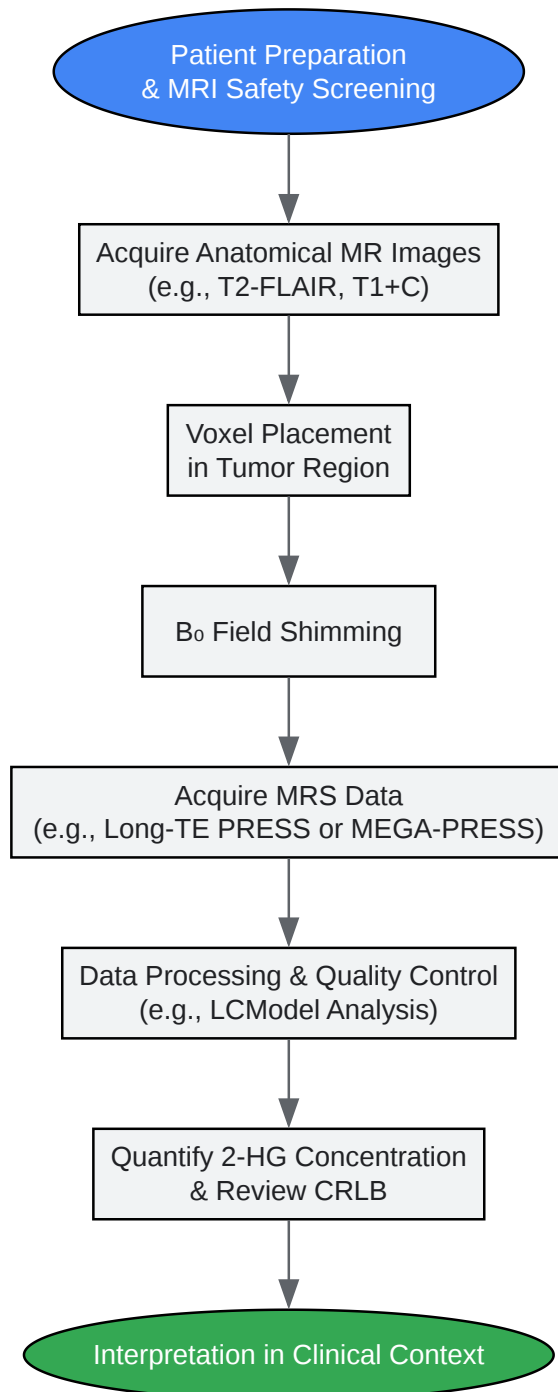 Patient Preparation
& MRI Safety Screening
Acquire Anatomical MR Images
(e.g., T2-FLAIR, T1+C)
Voxel Placement
in Tumor Region
B₀ Field Shimming
Acquire MRS Data
(e.g., Long-TE PRESS or MEGA-PRESS)
Data Processing & Quality Control
(e.g., LCModel Analysis)
Quantify 2-HG Concentration
& Review CRLB
Interpretation in Clinical Context